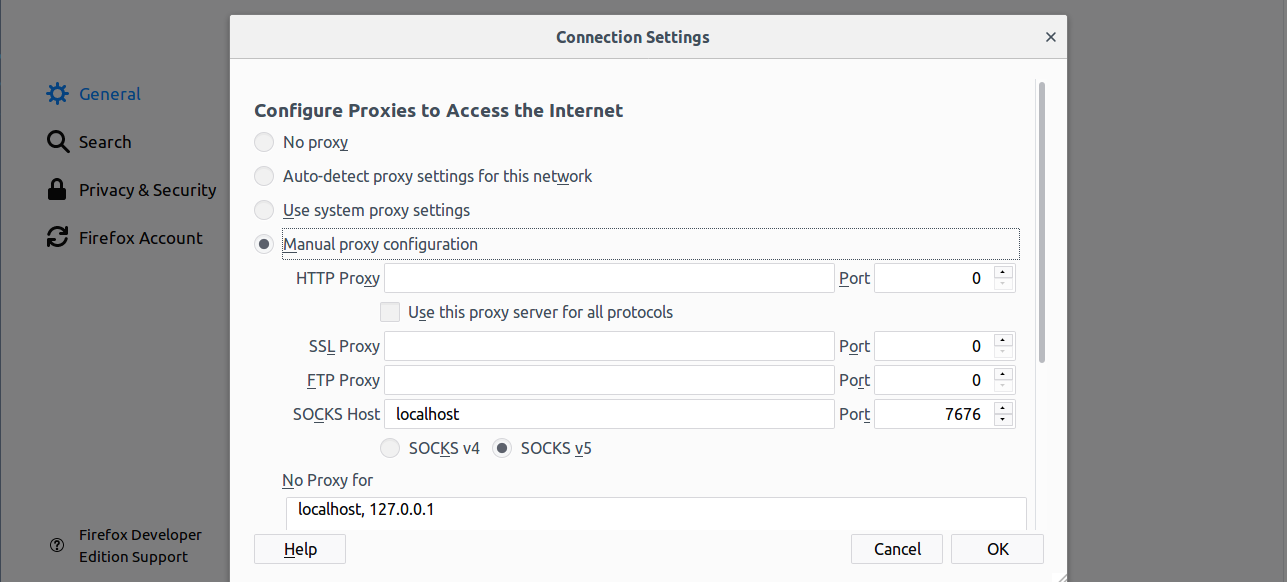 Connection Settings
General
Search
Privacy & Security
Firefox Account
Firefox Developer
Edition Support
Configure Proxies to Access the Internet
No proxy
Auto-detect proxy settings for this network
Use system proxy settings
Manual proxy configuration
HTTP Proxy Port 0
Use this proxy server for all protocols
SSL Proxy Port 0
FTP Proxy Port 0
SOCKS Host localhost Port 7676
SOCKS v4 SOCKS v5
No Proxy for
localhost, 127.0.0.1
Help Cancel OK